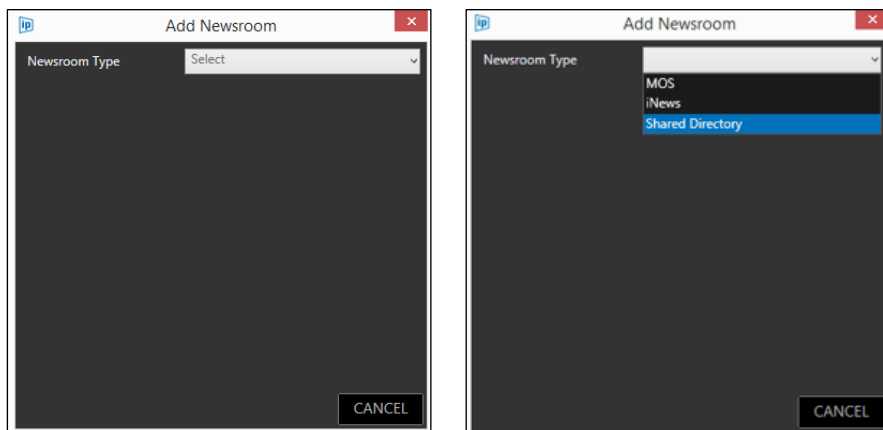 ip
Add Newsroom
×
Newsroom Type
Select
CANCEL
ip
Add Newsroom
×
Newsroom Type
MOS
iNews
Shared Directory
CANCEL